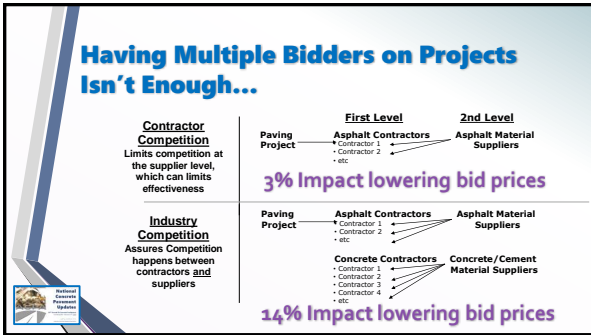 Having Multiple Bidders on Projects
Isn't Enough...
First Level
2nd Level
Contractor
Competition
Limits competition at
the supplier level,
which can limits
effectiveness
Paving
Project
Asphalt Contractors
• Contractor 1
• Contractor 2
• etc
Asphalt Material
Suppliers
3% Impact lowering bid prices
Industry
Competition
Assures Competition
happens between
contractors and
suppliers
Paving
Project
Asphalt Contractors
• Contractor 1
• Contractor 2
• etc
Asphalt Material
Suppliers
Concrete Contractors
• Contractor 1
• Contractor 2
• Contractor 3
• Contractor 4
• etc
Concrete/Cement
Material Suppliers
14% Impact lowering bid prices
National
Concrete
Pavement
Updates